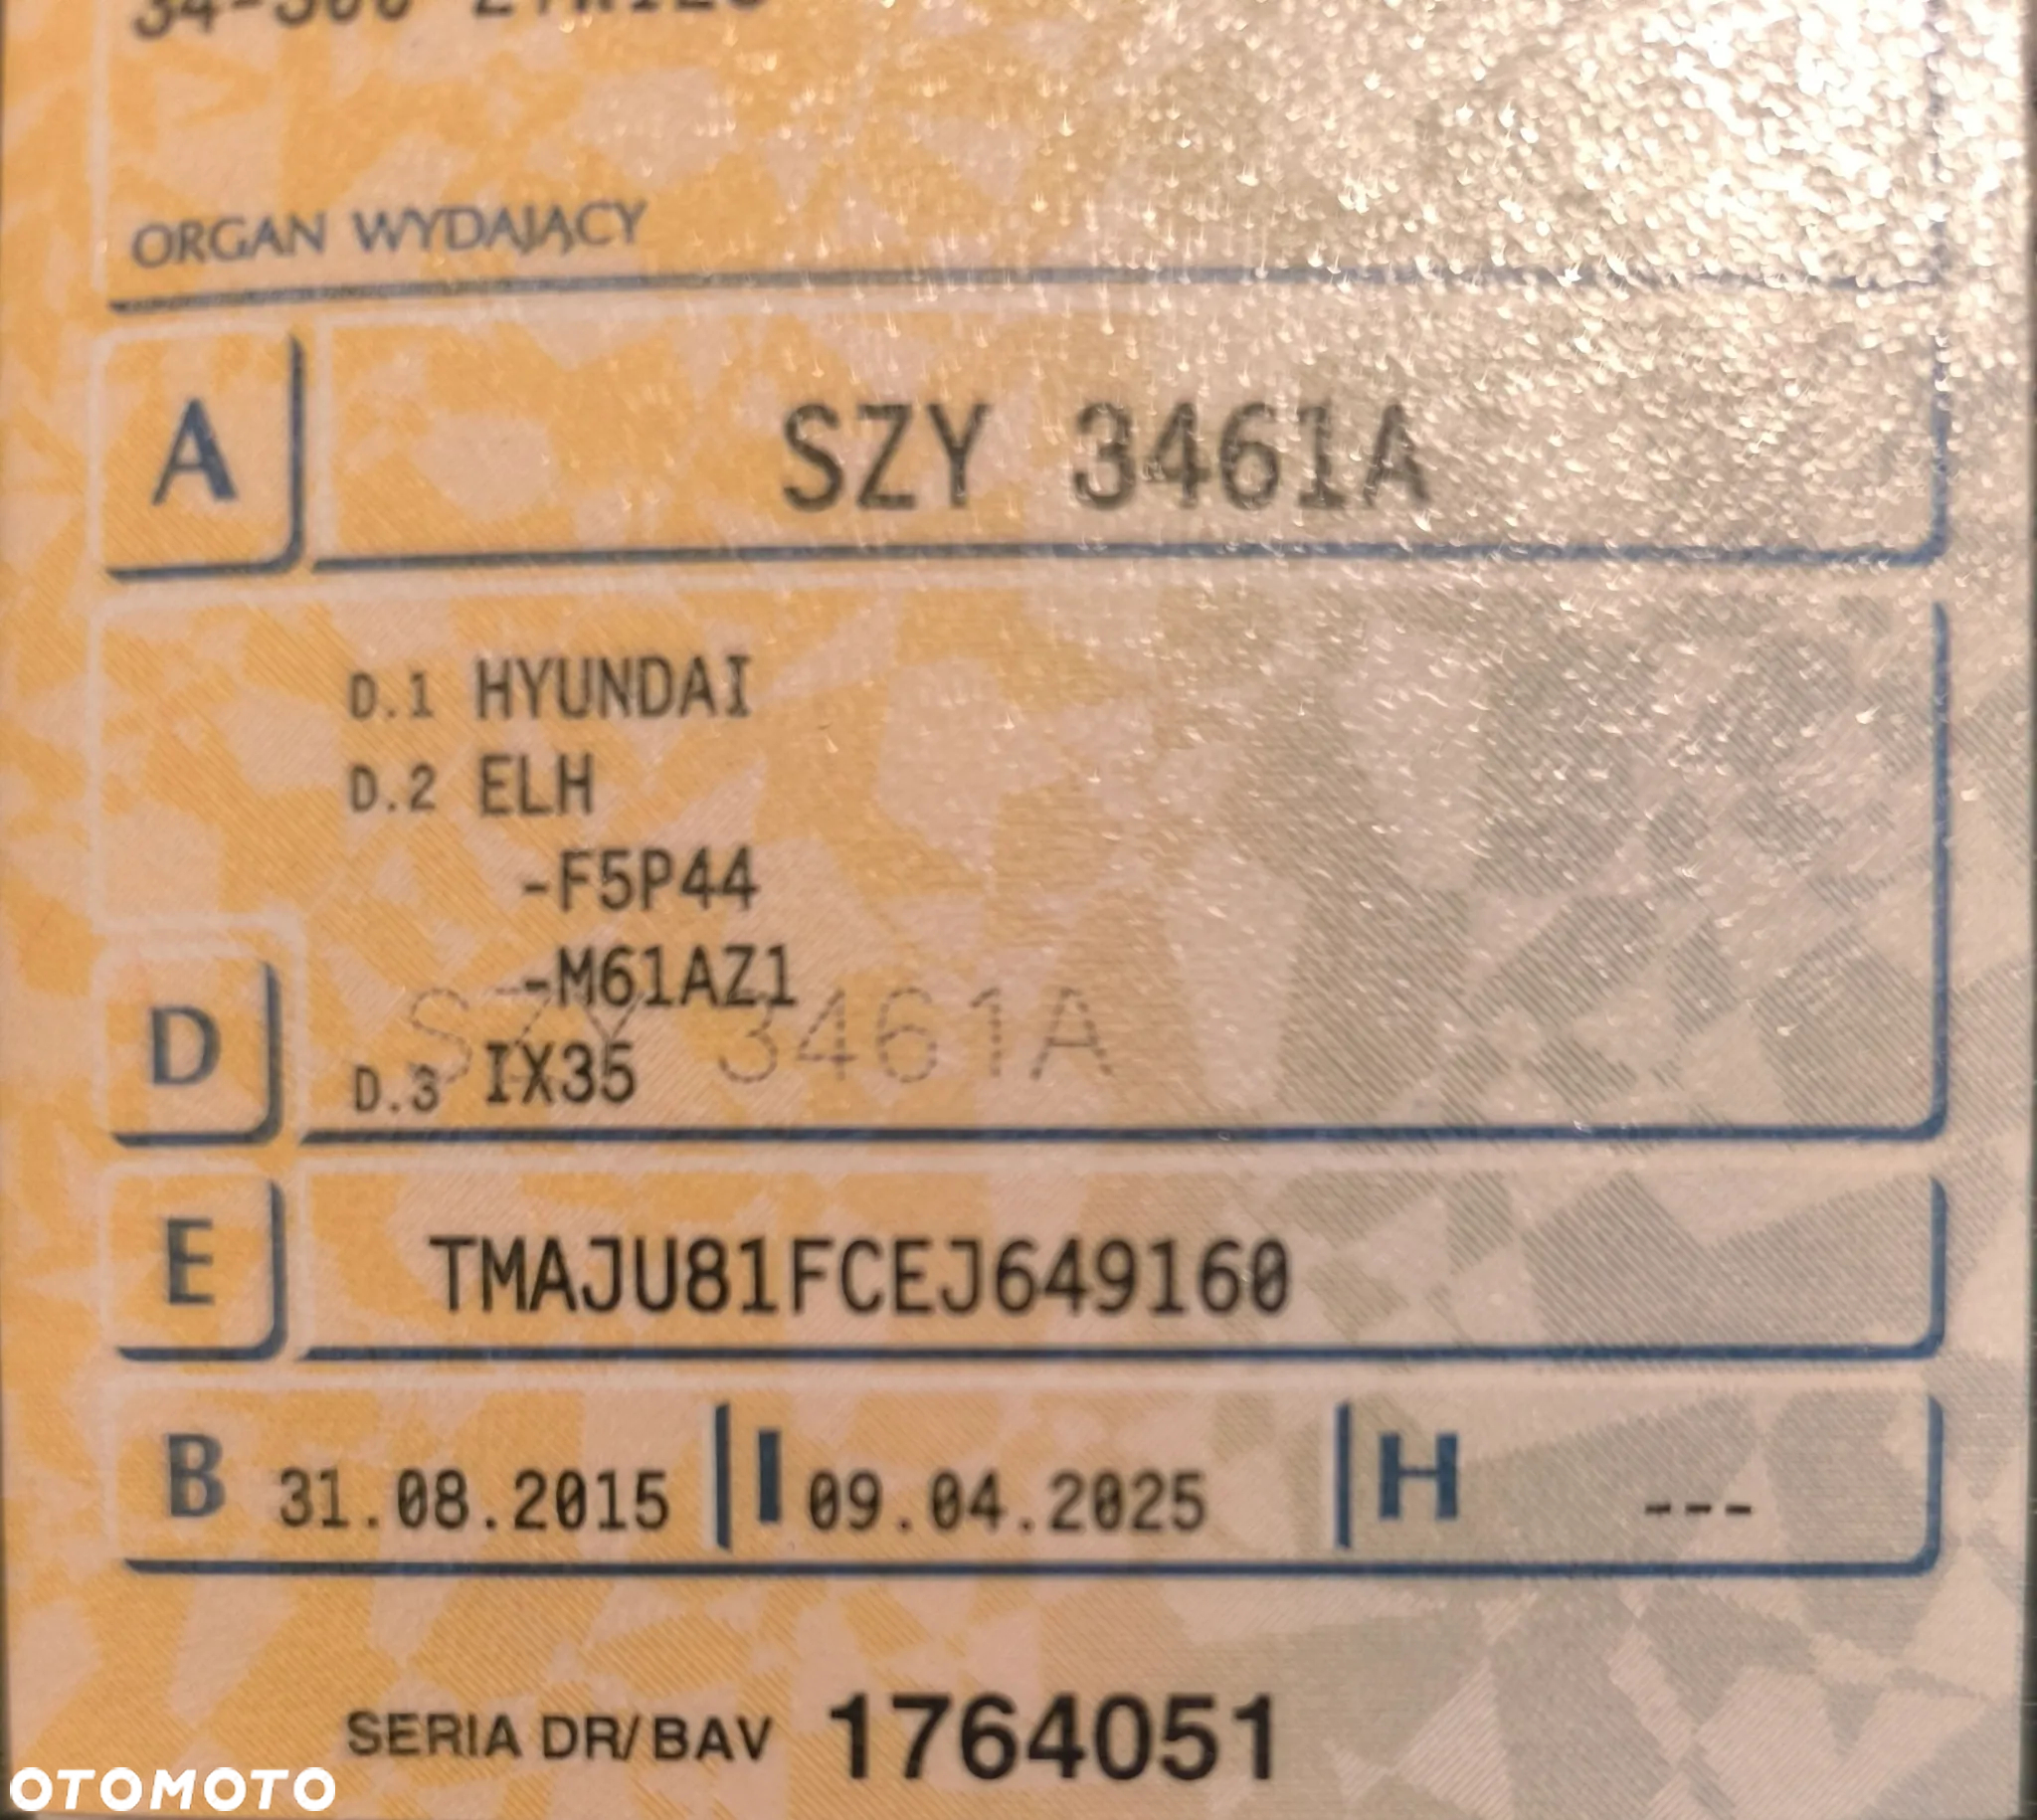 ORGAN WYDAJĄCY
A SZY 3461A
D.1 HYUNDAI
D.2 ELH
-F5P44
-M61AZ1
SZY 3461A
D D.3 IX35
E TMAJU81FCEJ649160
B 31.08.2015 I 09.04.2025 H ---
SERIA DR/BAV 1764051
OTOMOTO